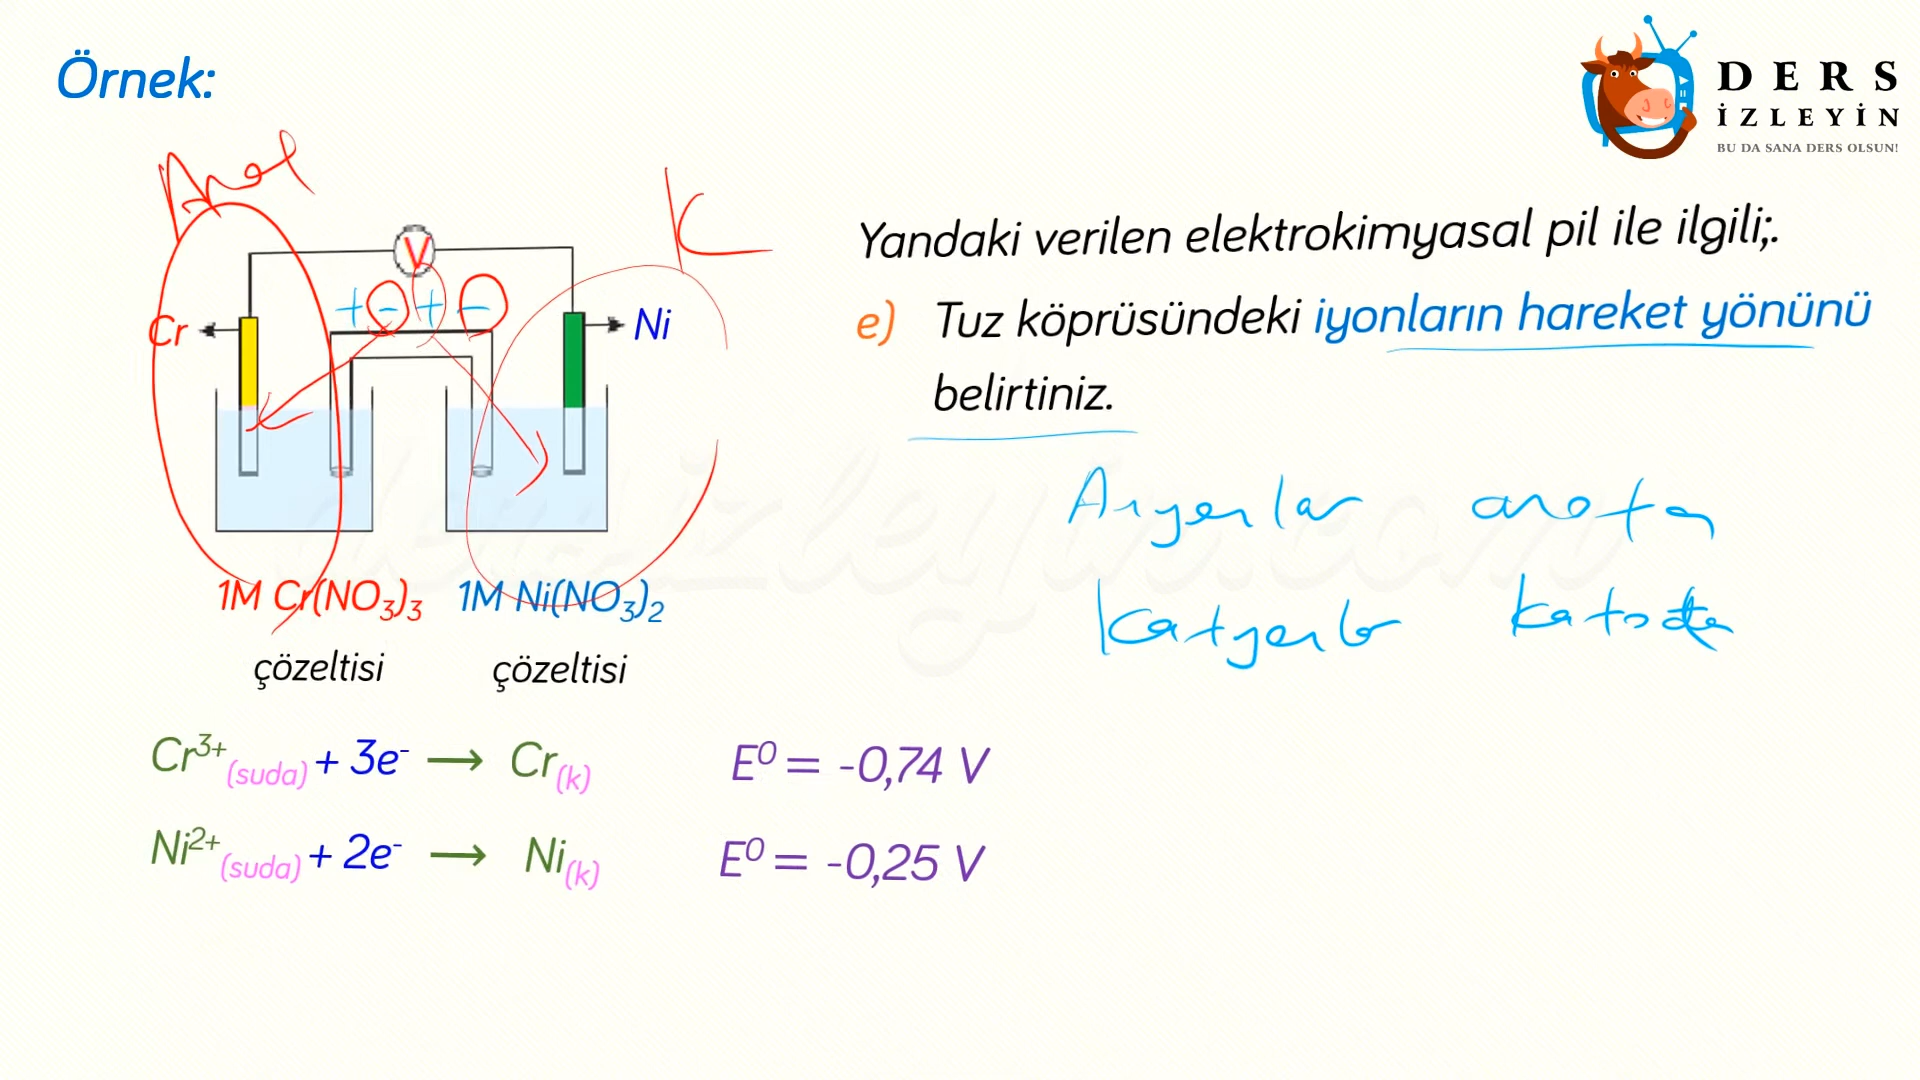 Örnek:
DERS
İZLEYİN
BU DA SANA DERS OLSUN!
Anot
K
V
+ - + -
Cr
Ni
Yandaki verilen elektrokimyasal pil ile ilgili;.
e) Tuz köprüsündeki iyonların hareket yönünü
belirtiniz.
Anyonlar anota
Katyonlar katoda
1M Cr(NO₃)₃
çözeltisi
1M Ni(NO₃)₂
çözeltisi
Cr³⁺(suda) + 3e⁻ → Cr(k) E⁰ = -0,74 V
Ni²⁺(suda) + 2e⁻ → Ni(k) E⁰ = -0,25 V
dersizleyin.com